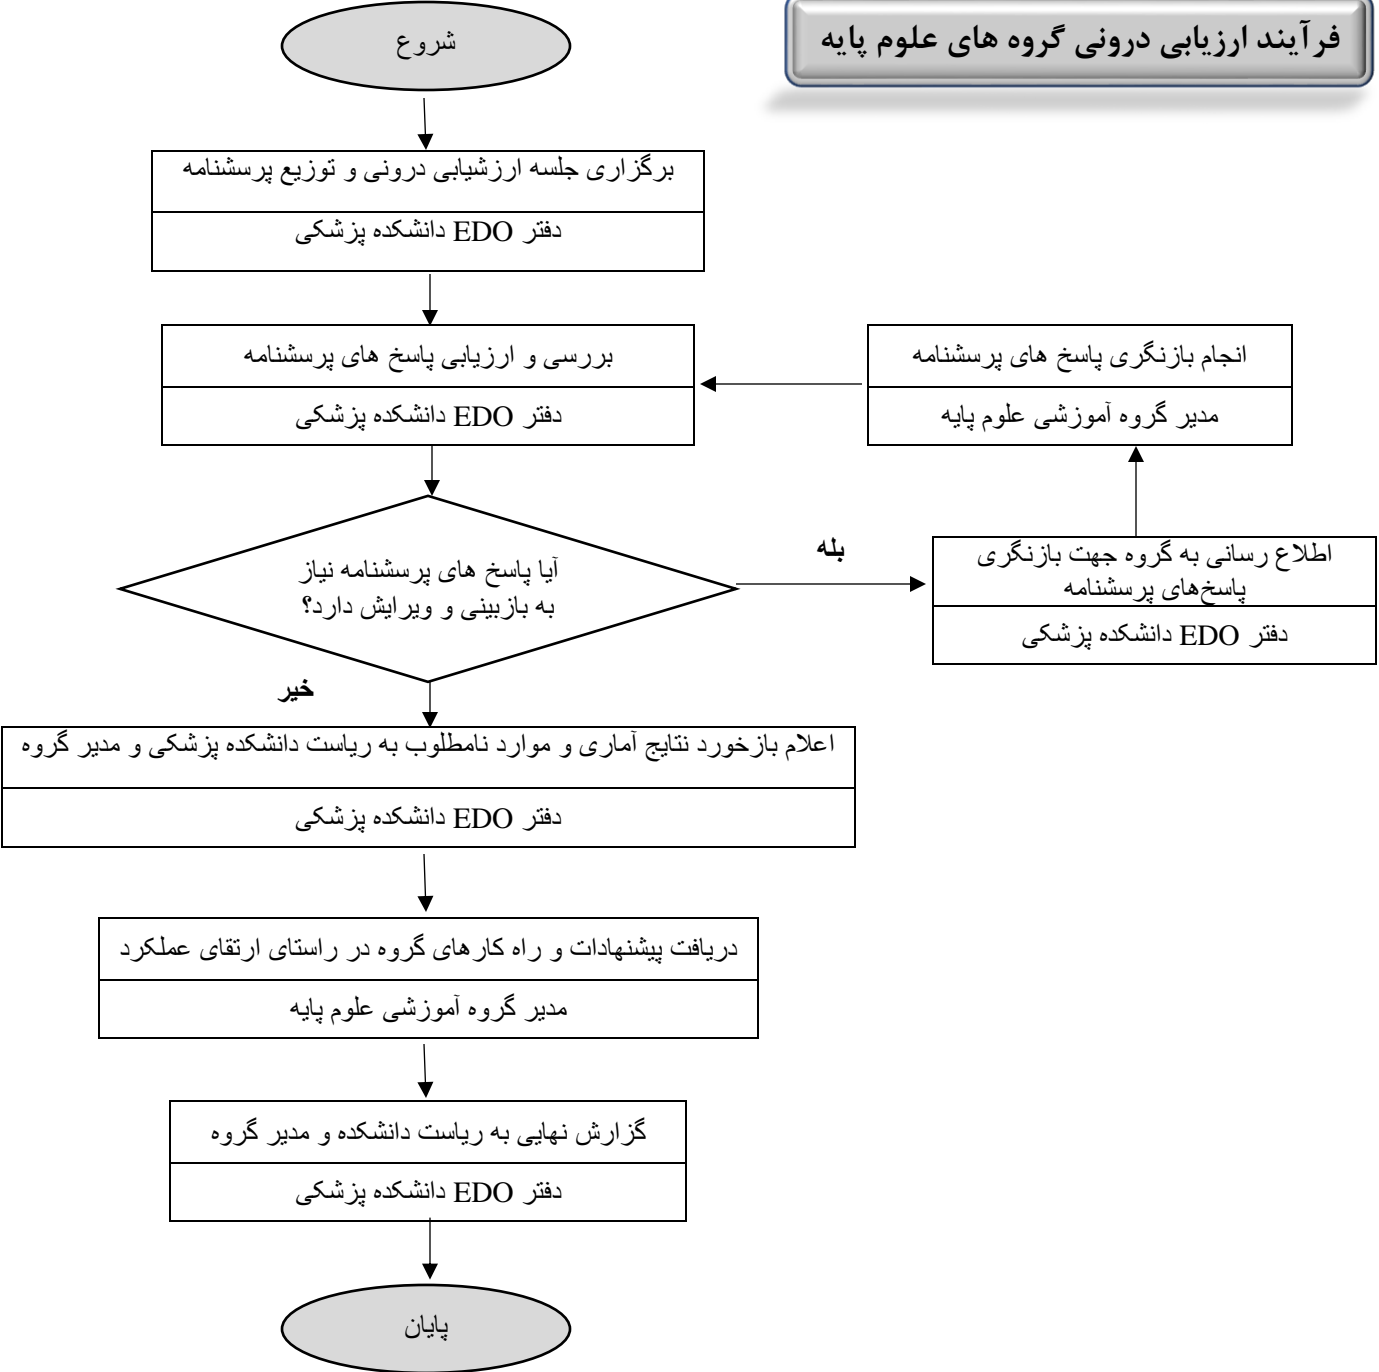 فرآیند ارزیابی درونی گروه های علوم پایه
شروع
برگزاری جلسه ارزشیابی درونی و توزیع پرسشنامه
دفتر EDO دانشکده پزشکی
بررسی و ارزیابی پاسخ های پرسشنامه
دفتر EDO دانشکده پزشکی
انجام بازنگری پاسخ های پرسشنامه
مدیر گروه آموزشی علوم پایه
آیا پاسخ های پرسشنامه نیاز
به بازبینی و ویرایش دارد؟
بله
اطلاع رسانی به گروه جهت بازنگری
پاسخ‌های پرسشنامه
دفتر EDO دانشکده پزشکی
خیر
اعلام بازخورد نتایج آماری و موارد نامطلوب به ریاست دانشکده پزشکی و مدیر گروه
دفتر EDO دانشکده پزشکی
دریافت پیشنهادات و راه کارهای گروه در راستای ارتقای عملکرد
مدیر گروه آموزشی علوم پایه
گزارش نهایی به ریاست دانشکده و مدیر گروه
دفتر EDO دانشکده پزشکی
پایان